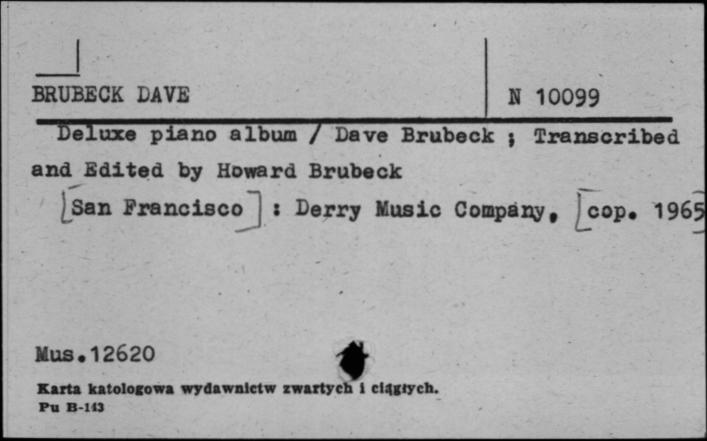 BRUBECK DAVE
N 10099
Deluxe piano album / Dave Brubeck ; Transcribed
and Edited by Howard Brubeck
[San Francisco] : Derry Music Company, [cop. 1965
Mus.12620
Karta katologowa wydawnictw zwartych i ciągłych.
Pu B-143